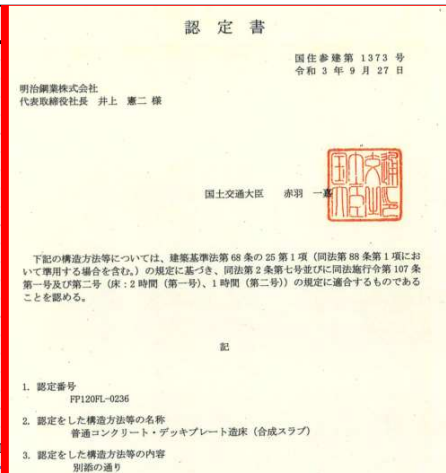 認定書
国住参建第 1373 号
令和 3 年 9 月 27 日
明治鋼業株式会社
代表取締役社長 井上 憲二 様
国土交通大臣 赤羽 一嘉
下記の構造方法等については、建築基準法第 68 条の 25 第 1 項（同法第 88 条第 1 項にお
いて準用する場合を含む。）の規定に基づき、同法第 2 条第七号並びに同法施行令第 107 条
第一号及び第二号（床：2 時間（第一号）、1 時間（第二号））の規定に適合するものである
ことを認める。
記
1. 認定番号
FP120FL-0236
2. 認定をした構造方法等の名称
普通コンクリート・デッキプレート造床（合成スラブ）
3. 認定をした構造方法等の内容
別添の通り